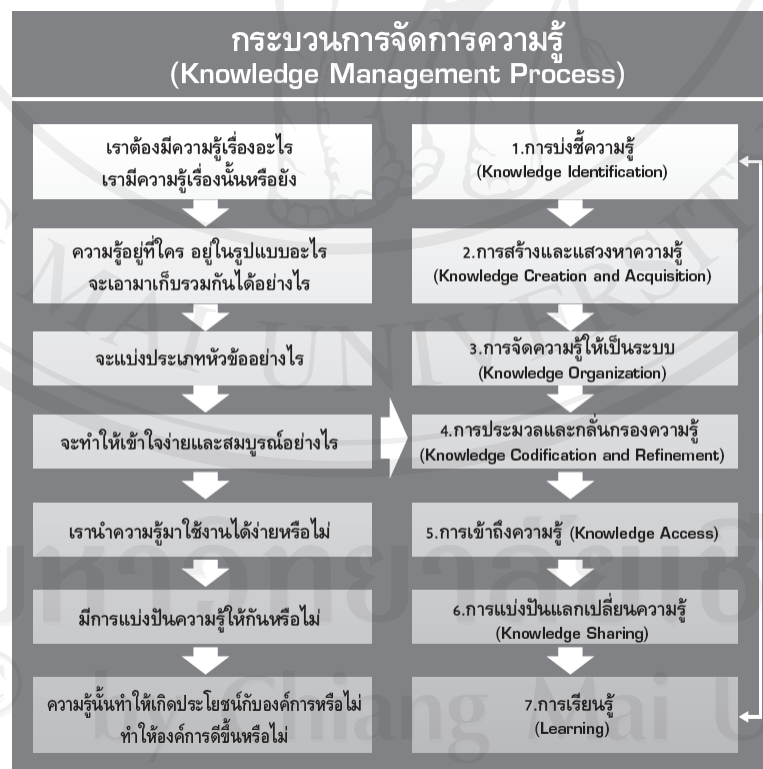 กระบวนการจัดการความรู้
(Knowledge Management Process)
เราต้องมีความรู้เรื่องอะไร
เรามีความรู้เรื่องนั้นหรือยัง
ความรู้อยู่ที่ใคร อยู่ในรูปแบบอะไร
จะเอามาเก็บรวมกันได้อย่างไร
จะแบ่งประเภทหัวข้ออย่างไร
จะทำให้เข้าใจง่ายและสมบูรณ์อย่างไร
เรานำความรู้มาใช้งานได้ง่ายหรือไม่
มีการแบ่งปันความรู้ให้กันหรือไม่
ความรู้นั้นทำให้เกิดประโยชน์กับองค์การหรือไม่
ทำให้องค์การดีขึ้นหรือไม่
1.การบ่งชี้ความรู้
(Knowledge Identification)
2.การสร้างและแสวงหาความรู้
(Knowledge Creation and Acquisition)
3.การจัดความรู้ให้เป็นระบบ
(Knowledge Organization)
4.การประมวลและกลั่นกรองความรู้
(Knowledge Codification and Refinement)
5.การเข้าถึงความรู้ (Knowledge Access)
6.การแบ่งปันแลกเปลี่ยนความรู้
(Knowledge Sharing)
7.การเรียนรู้
(Learning)
MAI UNIVERSIT
มหาวิทยาลัยเชี
© by Chiang Mai U